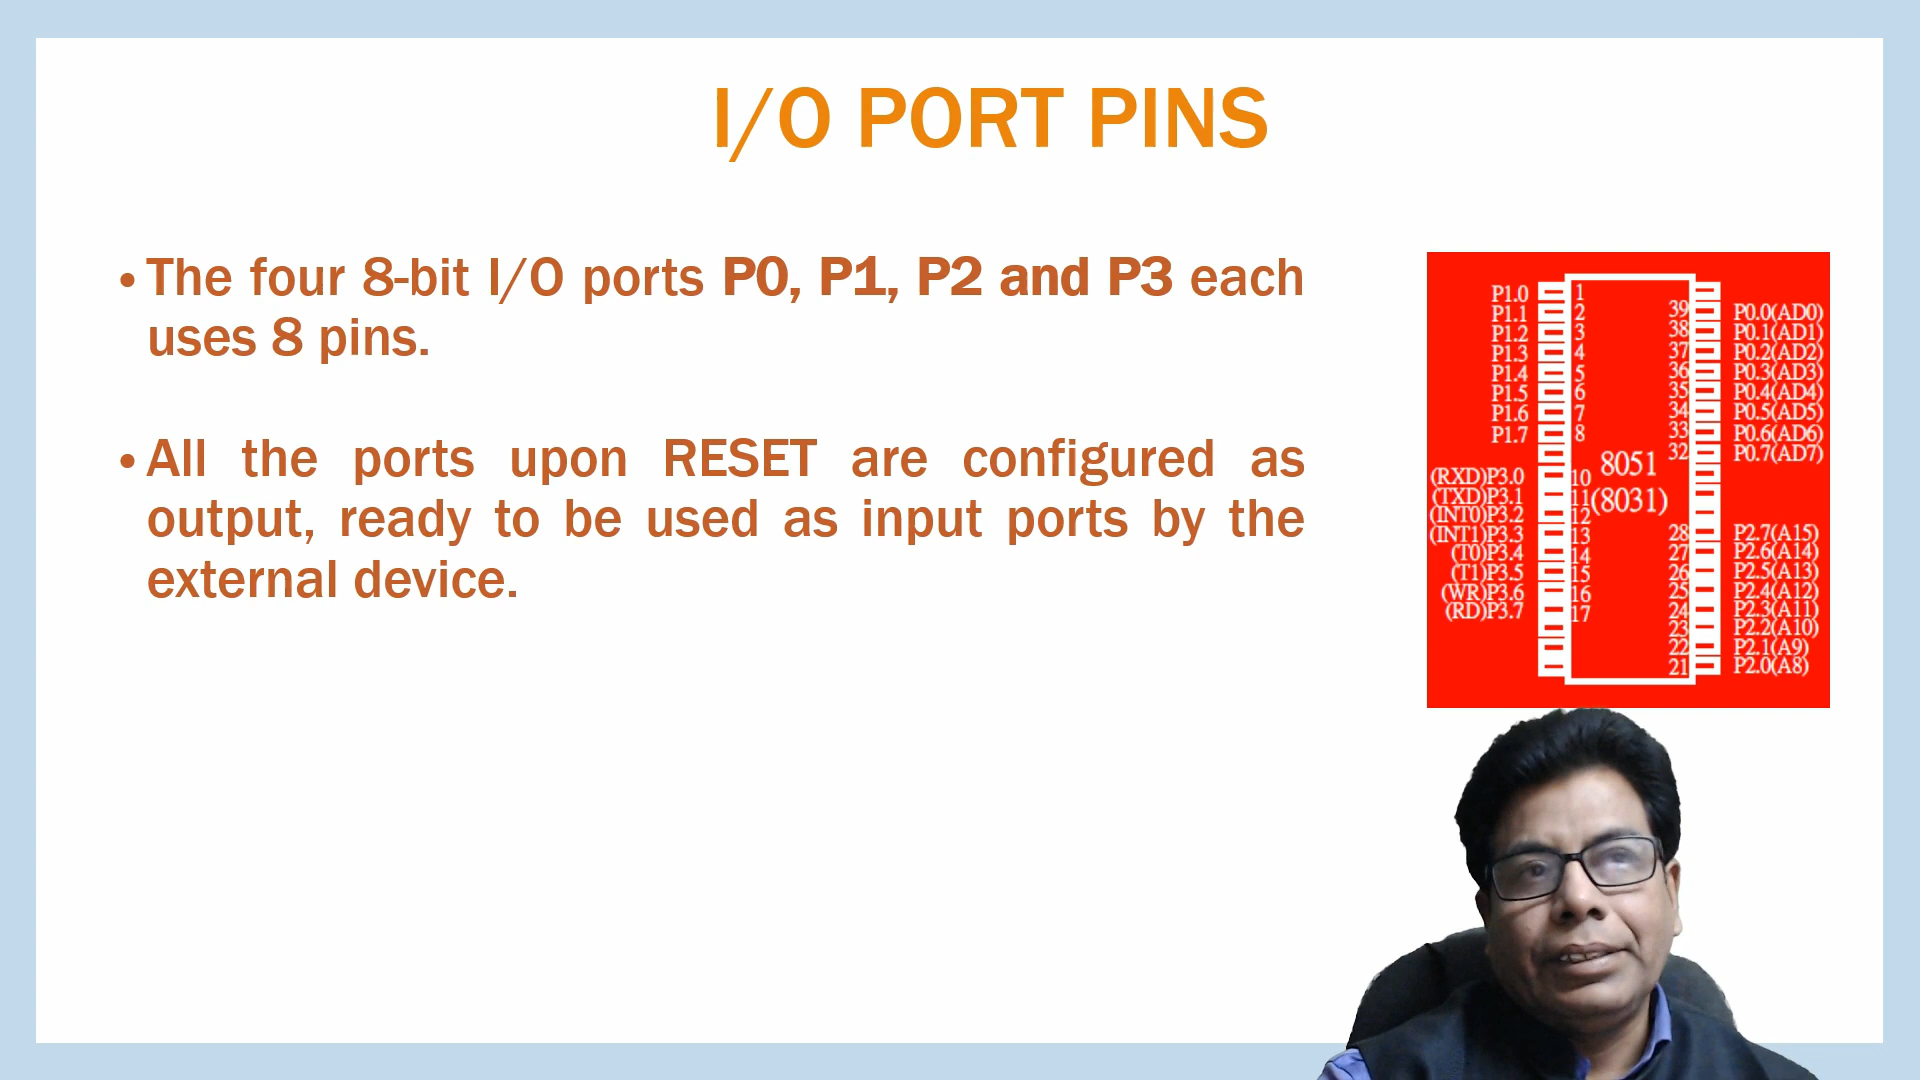 I/O PORT PINS
• The four 8-bit I/O ports P0, P1, P2 and P3 each
uses 8 pins.
• All the ports upon RESET are configured as
output, ready to be used as input ports by the
external device.
P1.0 1
P1.1 2
P1.2 3
P1.3 4
P1.4 5
P1.5 6
P1.6 7
P1.7 8
(RXD)P3.0 10
(TXD)P3.1 11
(INT0)P3.2 12
(INT1)P3.3 13
(T0)P3.4 14
(T1)P3.5 15
(WR)P3.6 16
(RD)P3.7 17
8051
(8031)
39 P0.0(AD0)
38 P0.1(AD1)
37 P0.2(AD2)
36 P0.3(AD3)
35 P0.4(AD4)
34 P0.5(AD5)
33 P0.6(AD6)
32 P0.7(AD7)
28 P2.7(A15)
27 P2.6(A14)
26 P2.5(A13)
25 P2.4(A12)
24 P2.3(A11)
23 P2.2(A10)
22 P2.1(A9)
21 P2.0(A8)